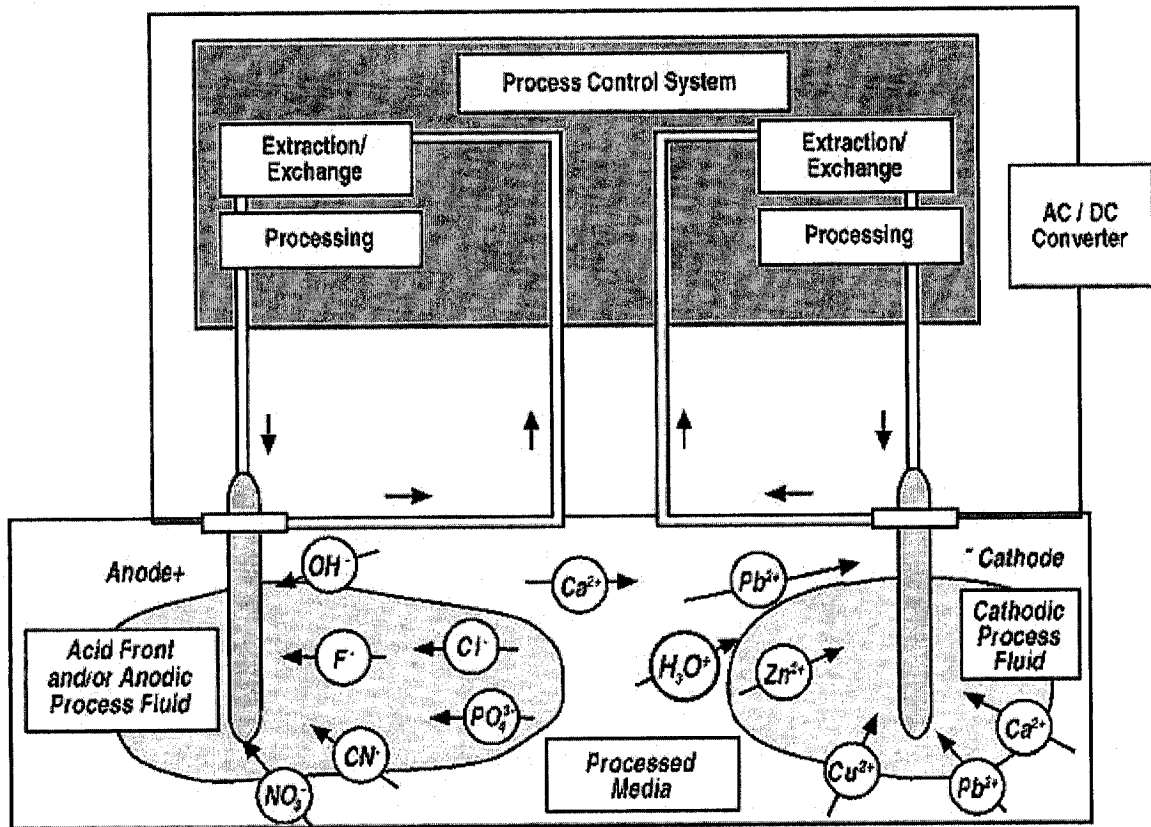 Process Control System
Extraction/
Exchange
Processing
Extraction/
Exchange
Processing
AC / DC
Converter
Anode+
OH⁻
Ca²⁺
Pb²⁺
⁻ Cathode
Acid Front
and/or Anodic
Process Fluid
F⁻
Cl⁻
PO₄³⁻
CN⁻
NO₃⁻
H₃O⁺
Zn²⁺
Cathodic
Process
Fluid
Ca²⁺
Cu²⁺
Pb²⁺
Processed
Media